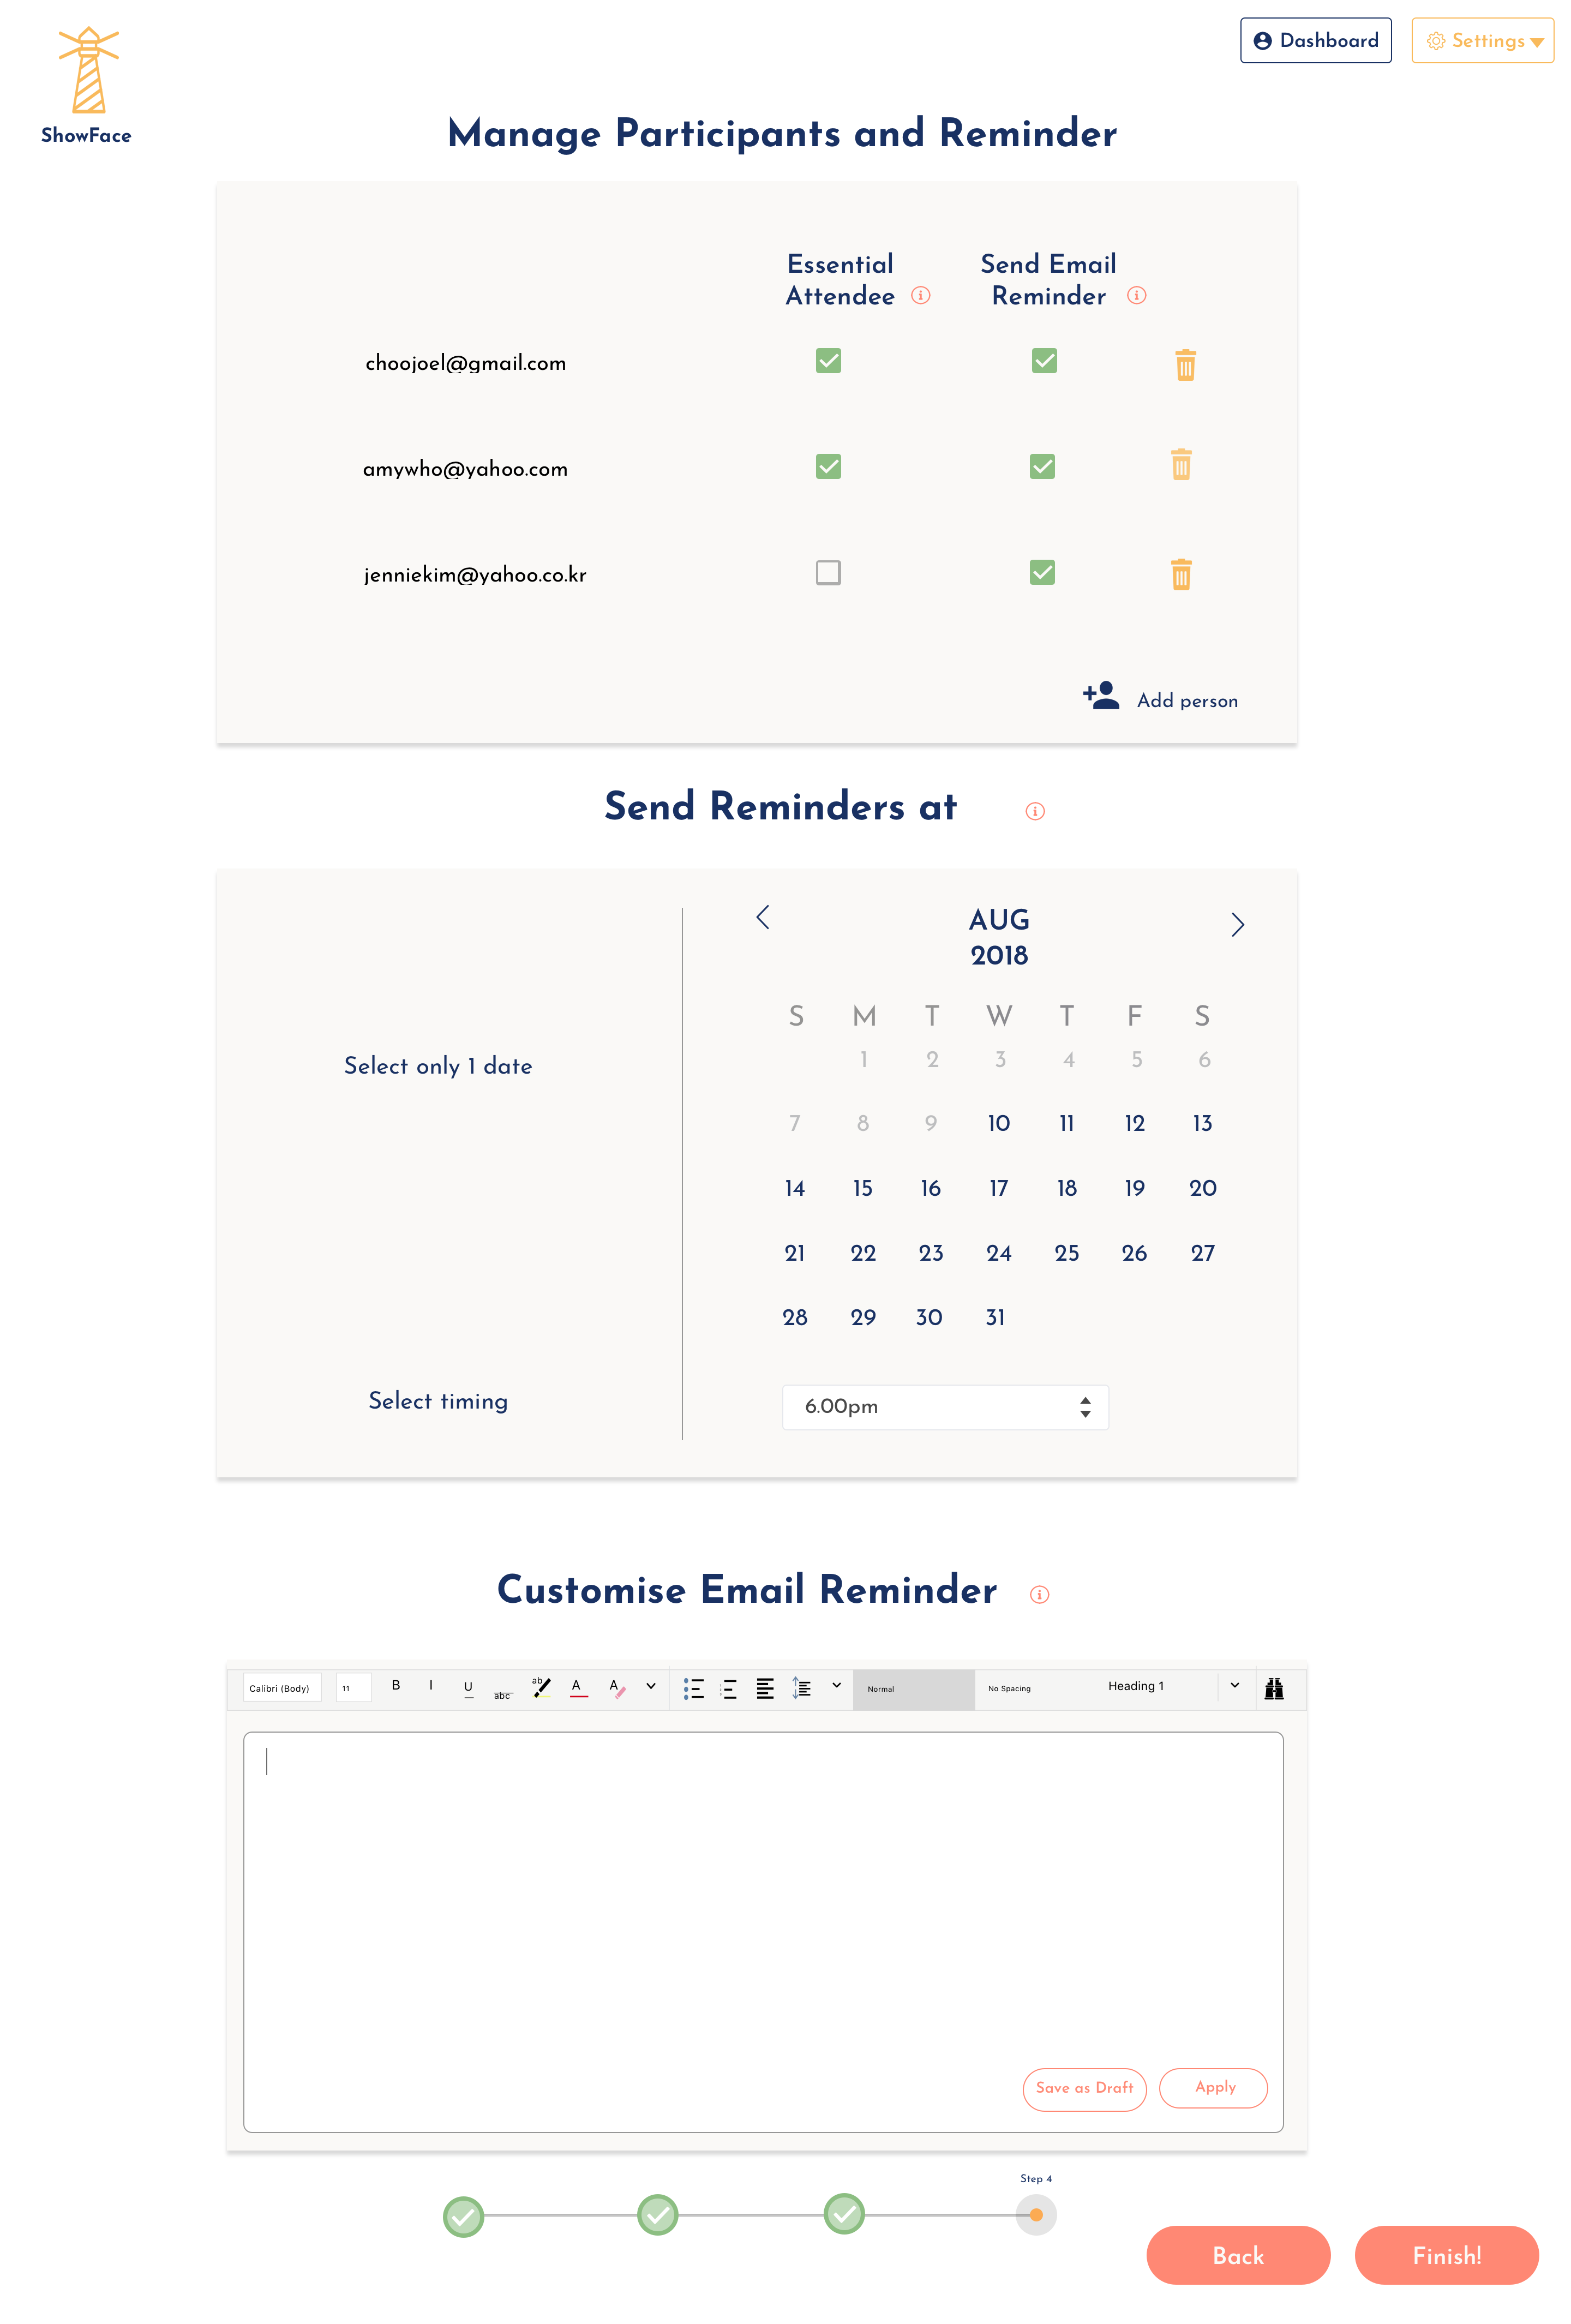 Dashboard
Settings
ShowFace
Manage Participants and Reminder
Essential Attendee
Send Email Reminder
choojoel@gmail.com
amywho@yahoo.com
jenniekim@yahoo.co.kr
Add person
Send Reminders at
AUG
2018
S M T W T F S
1 2 3 4 5 6
Select only 1 date
7 8 9 10 11 12 13
14 15 16 17 18 19 20
21 22 23 24 25 26 27
28 29 30 31
Select timing
6.00pm
Customise Email Reminder
Calibri (Body) 11 B I U abc ab A A Normal No Spacing Heading 1
Save as Draft
Apply
Step 4
Back
Finish!